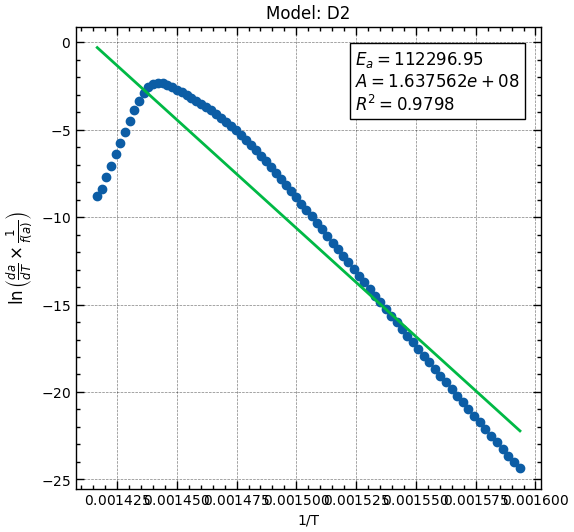 Model: D2
E_a = 112296.95
A = 1.637562e + 08
R² = 0.9798
ln(da/dT × 1/f(a))
0
−5
−10
−15
−20
−25
0.001425 0.001450 0.001475 0.001500 0.001525 0.001550 0.001575 0.001600
1/T